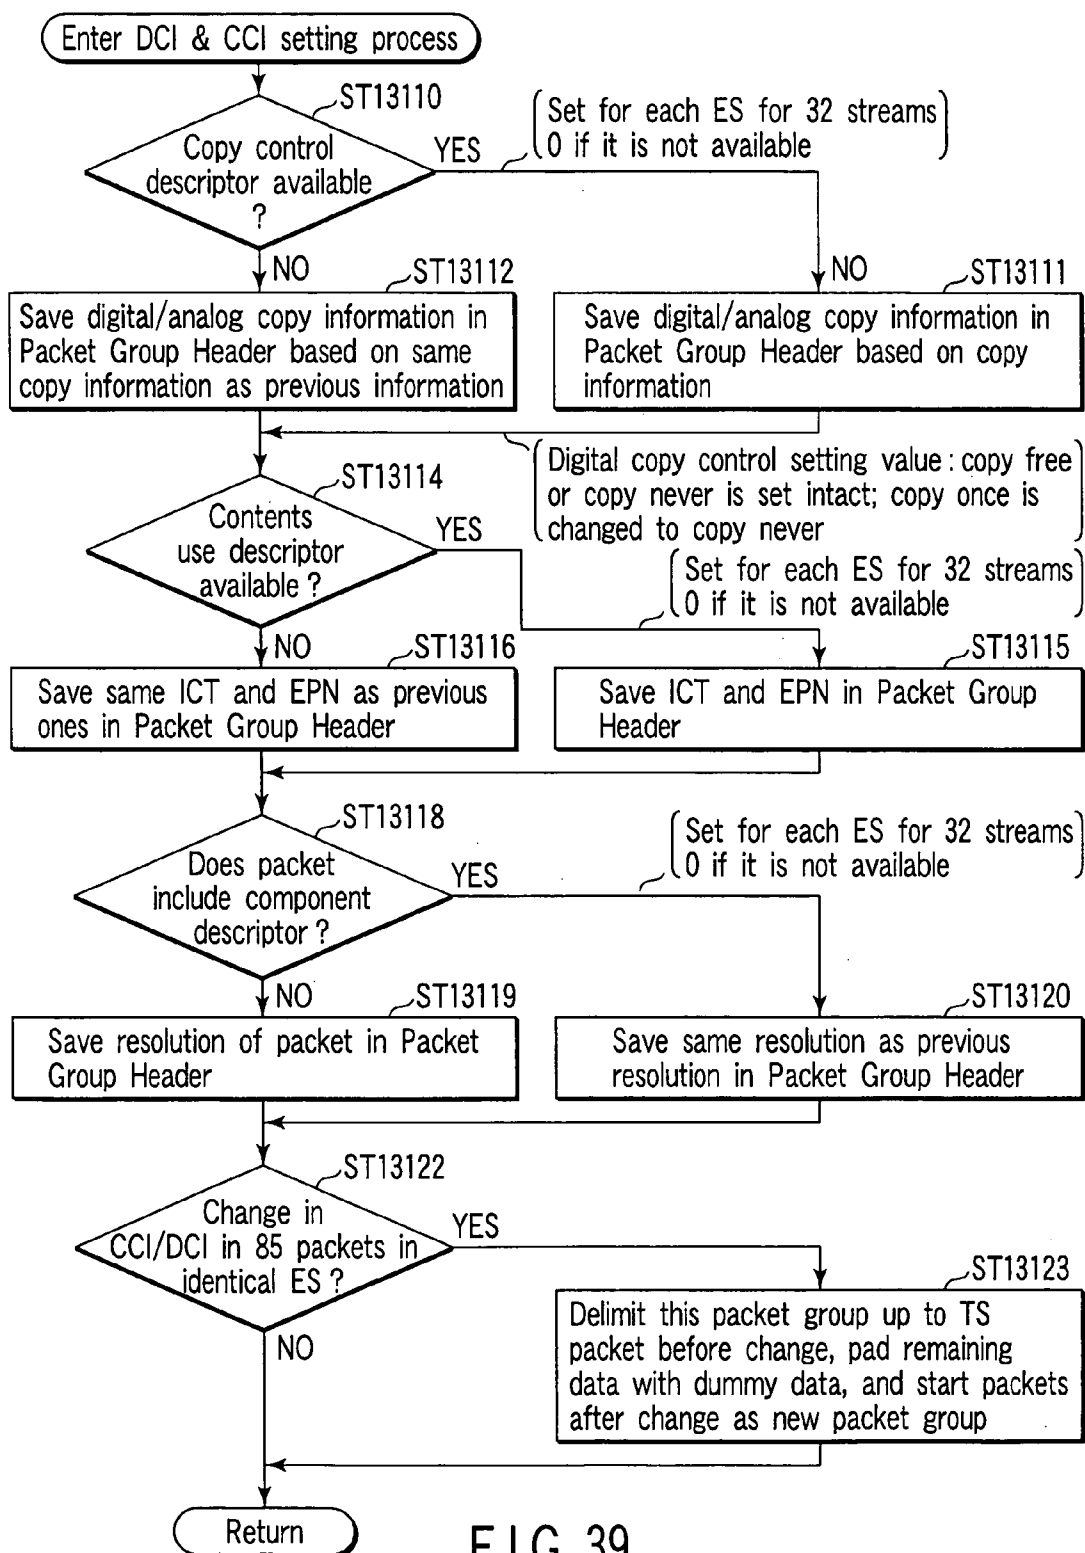 Enter DCI & CCI setting process
ST13110
Copy control
descriptor available
?
YES
Set for each ES for 32 streams
0 if it is not available
NO
ST13112
NO
ST13111
Save digital/analog copy information in
Packet Group Header based on same
copy information as previous information
Save digital/analog copy information in
Packet Group Header based on copy
information
Digital copy control setting value : copy free
or copy never is set intact; copy once is
changed to copy never
ST13114
Contents
use descriptor
available ?
YES
Set for each ES for 32 streams
0 if it is not available
NO
ST13116
ST13115
Save same ICT and EPN as previous
ones in Packet Group Header
Save ICT and EPN in Packet Group
Header
ST13118
Does packet
include component
descriptor ?
YES
Set for each ES for 32 streams
0 if it is not available
NO
ST13119
ST13120
Save resolution of packet in Packet
Group Header
Save same resolution as previous
resolution in Packet Group Header
ST13122
Change in
CCI/DCI in 85 packets in
identical ES ?
YES
NO
ST13123
Delimit this packet group up to TS
packet before change, pad remaining
data with dummy data, and start packets
after change as new packet group
Return
FIG. 39